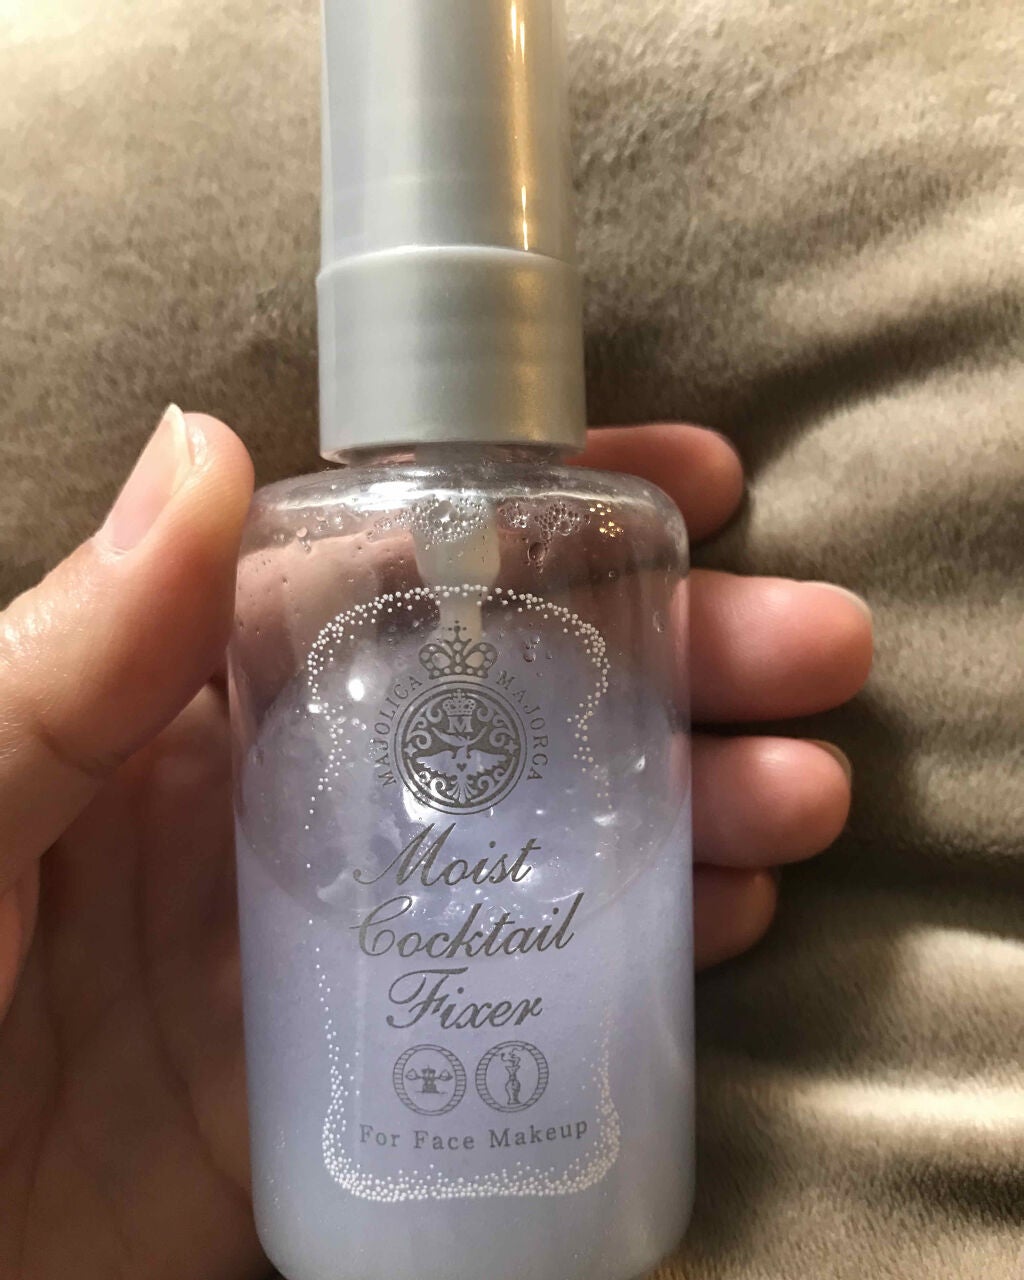 MAJOLICA MAJORCA
M
Moist
Cocktail
Fixer
For Face Makeup